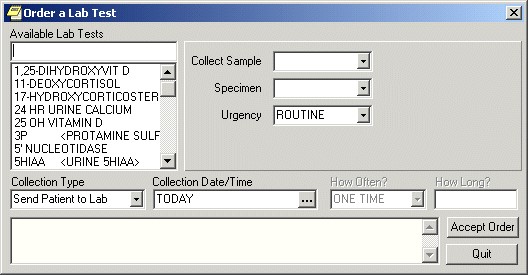 Order a Lab Test
Available Lab Tests
1,25-DIHYDROXYVIT D
11-DEOXYCORTISOL
17-HYDROXYCORTICOSTER
24 HR URINE CALCIUM
25 OH VITAMIN D
3P <PROTAMINE SULF
5' NUCLEOTIDASE
5HIAA <URINE 5HIAA>
Collect Sample
Specimen
Urgency ROUTINE
Collection Type Collection Date/Time How Often? How Long?
Send Patient to Lab TODAY ... ONE TIME
Accept Order
Quit